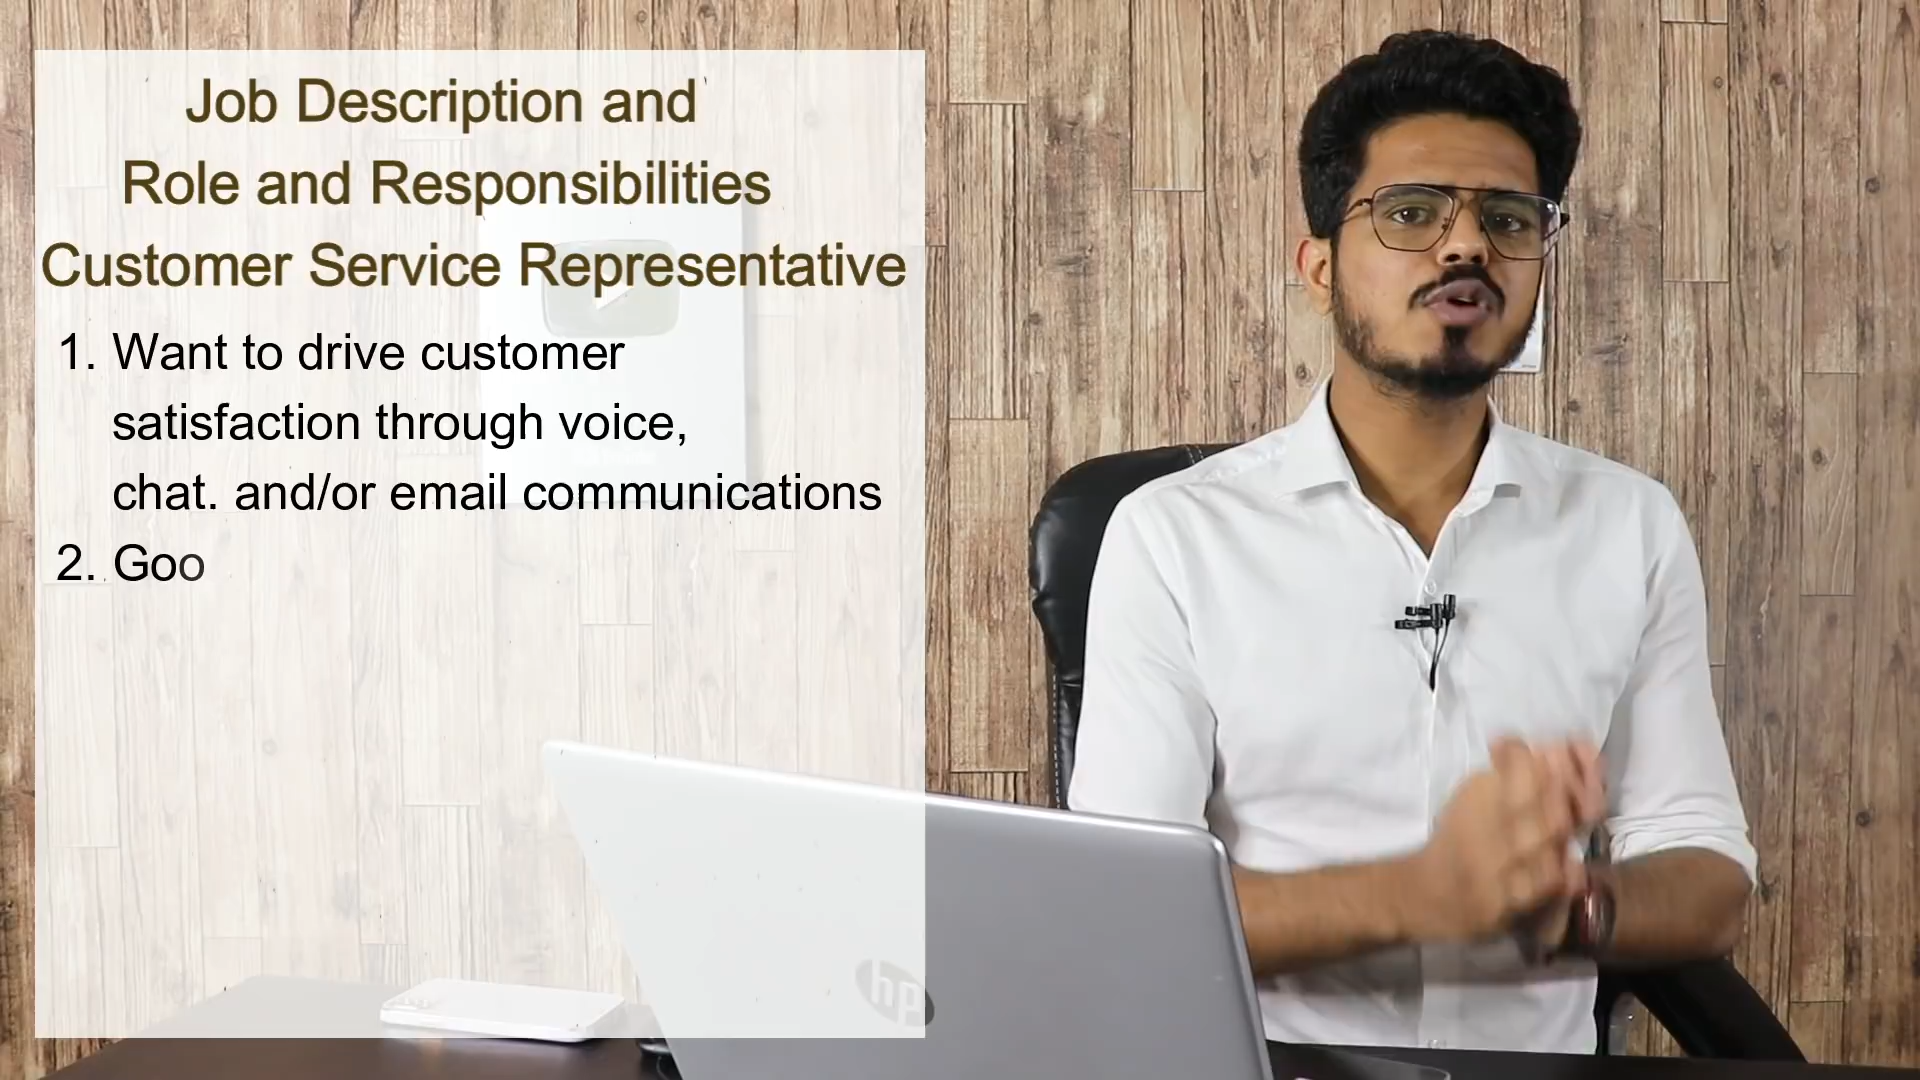 Job Description and
Role and Responsibilities
Customer Service Representative
1. Want to drive customer
satisfaction through voice,
chat. and/or email communications
2. Goo
hp